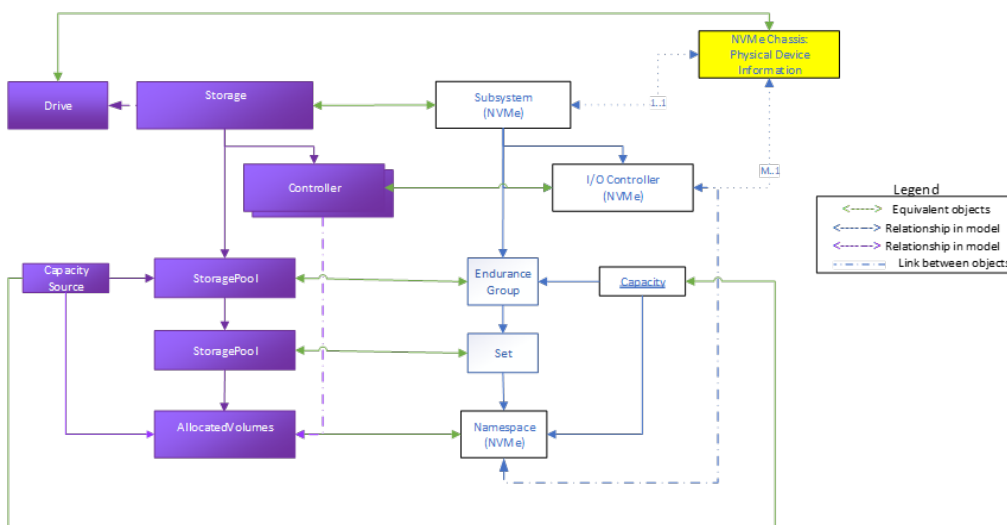 NVMe Chassis:
Physical Device
Information
Drive
Storage
Subsystem
(NVMe)
1..1
Controller
I/O Controller
(NVMe)
M..1
Legend
Equivalent objects
Relationship in model
Relationship in model
Link between objects
Capacity
Source
StoragePool
Endurance
Group
Capacity
StoragePool
Set
AllocatedVolumes
Namespace
(NVMe)